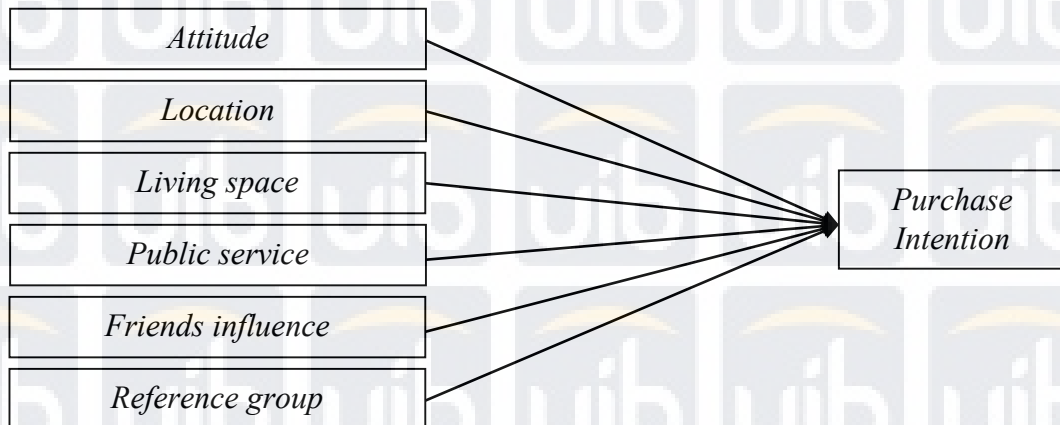 Attitude
Location
Living space
Public service
Friends influence
Reference group
Purchase
Intention